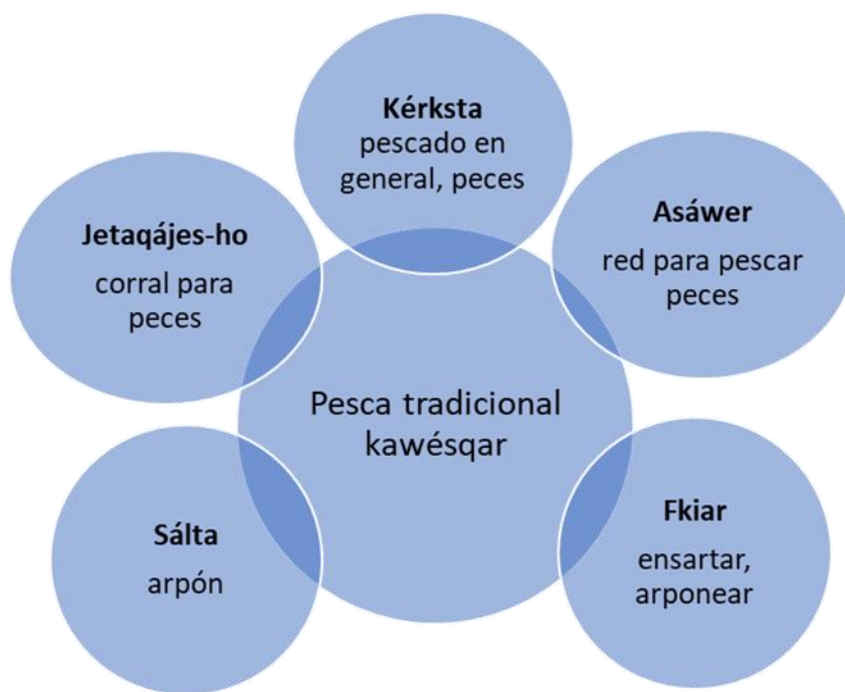 Kérksta
pescado en
general, peces
Asáwer
red para pescar
peces
Jetaqájes-ho
corral para
peces
Pesca tradicional
kawésqar
Sálta
arpón
Fkiar
ensartar,
arponear